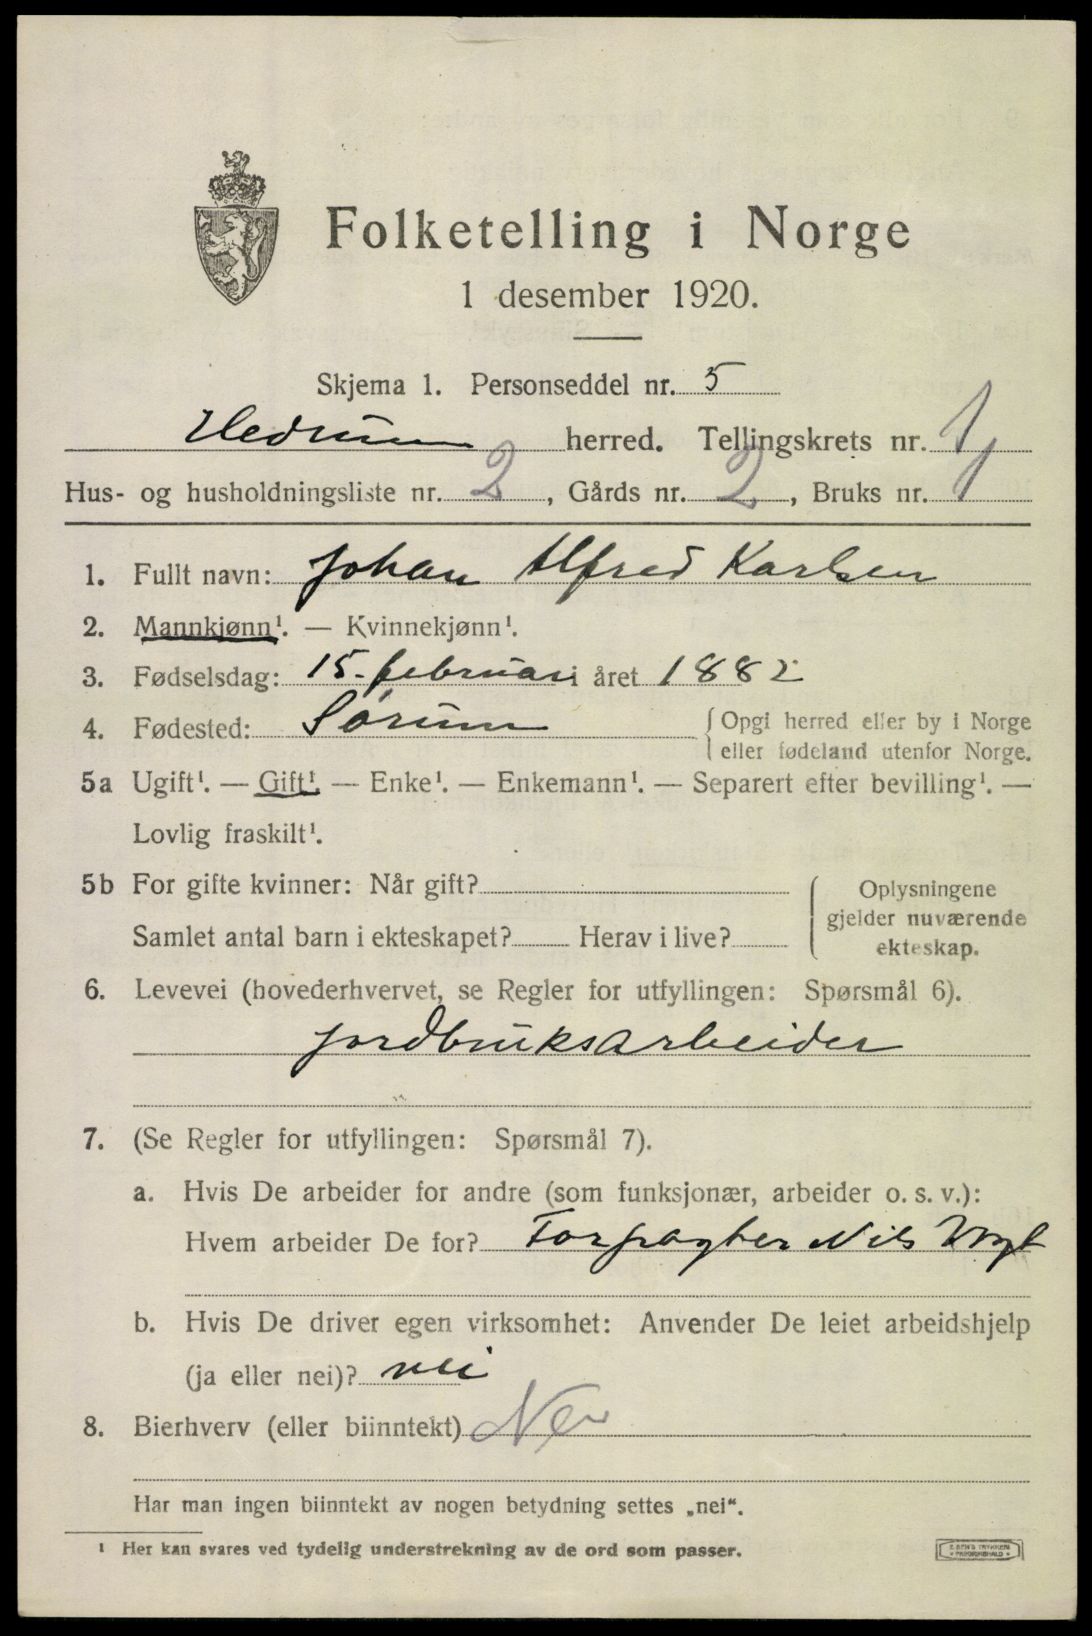 Folketelling i Norge
1 desember 1920.
Skjema 1. Personseddel nr. 5
Hedrum herred. Tellingskrets nr. 1
Hus- og husholdningsliste nr. 2, Gårds nr. 2, Bruks nr. 1
1. Fullt navn: Johan Alfred Karlsen
2. Mannkjønn¹. — Kvinnekjønn¹.
3. Fødselsdag: 15. februar i året 1882
4. Fødested: Sørum {Opgi herred eller by i Norge
eller fødeland utenfor Norge.
5a Ugift¹. — Gift¹. — Enke¹. — Enkemann¹. — Separert efter bevilling¹. —
Lovlig fraskilt¹.
5b For gifte kvinner: Når gift? { Oplysningene
gjelder nuværende
Samlet antal barn i ekteskapet? Herav i live? ekteskap.
6. Levevei (hovederhvervet, se Regler for utfyllingen: Spørsmål 6).
jordbruksarbeider
7. (Se Regler for utfyllingen: Spørsmål 7).
a. Hvis De arbeider for andre (som funksjonær, arbeider o. s. v.):
Hvem arbeider De for? Forpagter Nils
b. Hvis De driver egen virksomhet: Anvender De leiet arbeidshjelp
(ja eller nei)? nei
8. Bierhverv (eller biinntekt) Nei
Har man ingen biinntekt av nogen betydning settes „nei“.
¹ Her kan svares ved tydelig understrekning av de ord som passer.